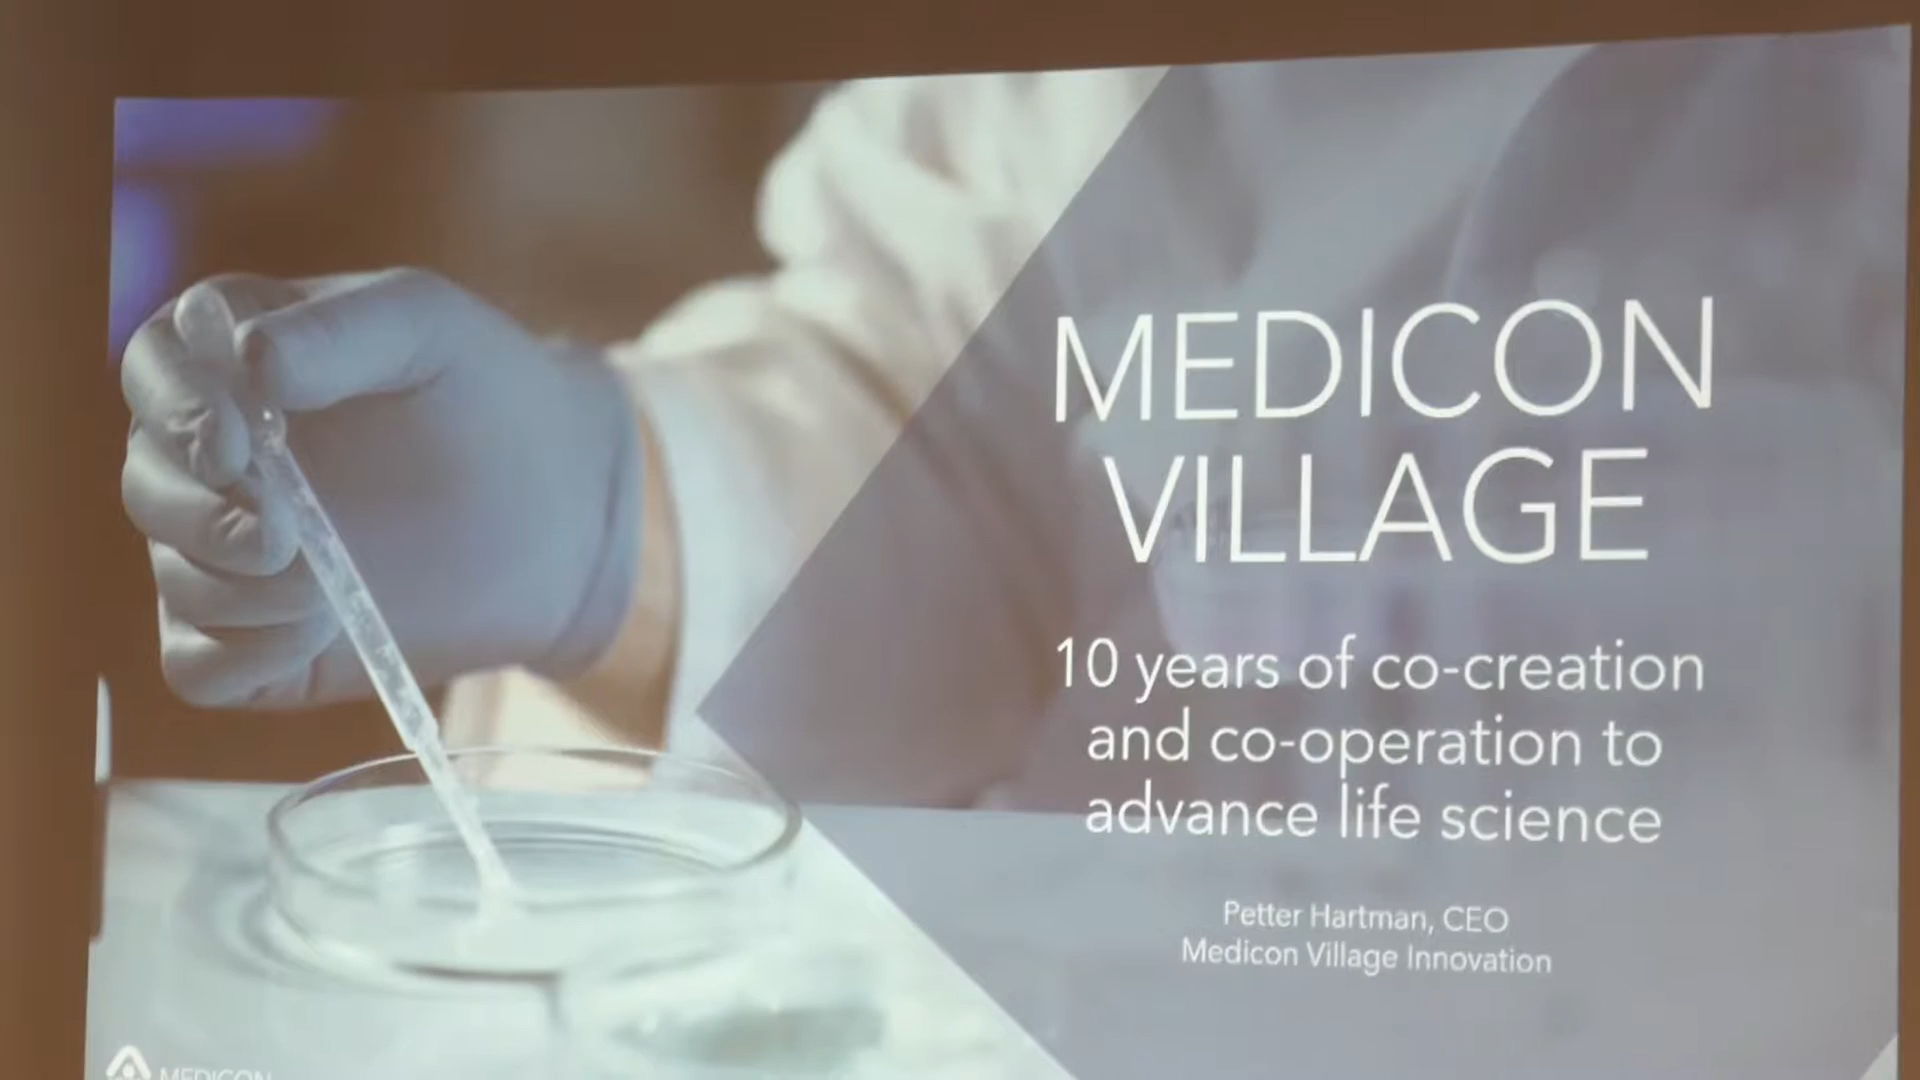 MEDICON
VILLAGE
10 years of co-creation
and co-operation to
advance life science
Petter Hartman, CEO
Medicon Village Innovation
MEDICON